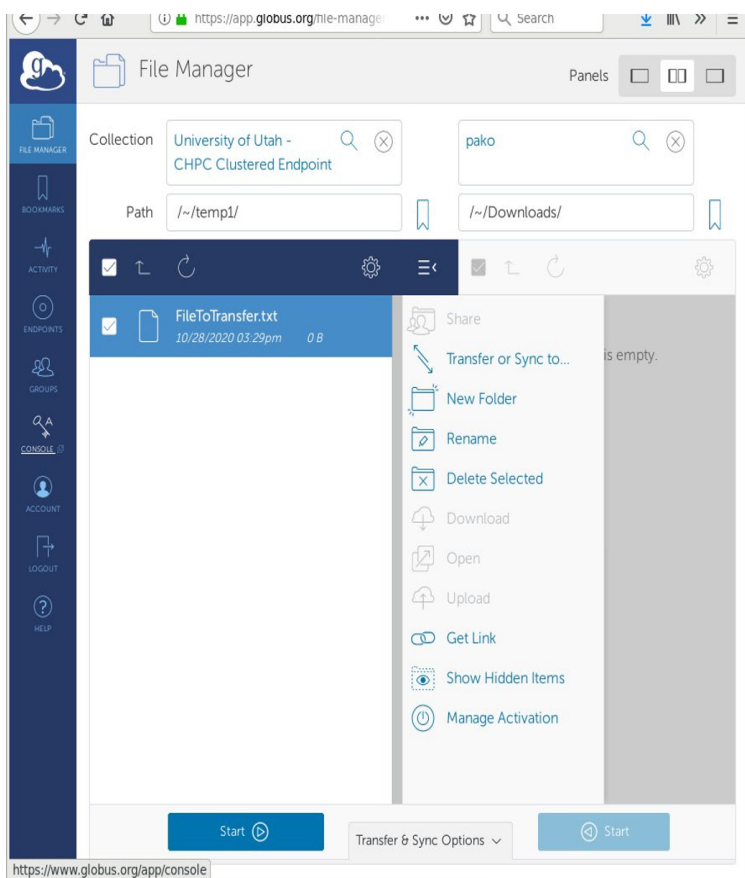 https://app.globus.org/file-manage
Search
File Manager
Panels
FILE MANAGER
BOOKMARKS
ACTIVITY
ENDPOINTS
GROUPS
CONSOLE
ACCOUNT
LOGOUT
HELP
Collection
University of Utah -
CHPC Clustered Endpoint
pako
Path
/~/temp1/
/~/Downloads/
FileToTransfer.txt
10/28/2020 03:29pm 0 B
Share
Transfer or Sync to...
is empty.
New Folder
Rename
Delete Selected
Download
Open
Upload
Get Link
Show Hidden Items
Manage Activation
Start
Transfer & Sync Options
Start
https://www.globus.org/app/console